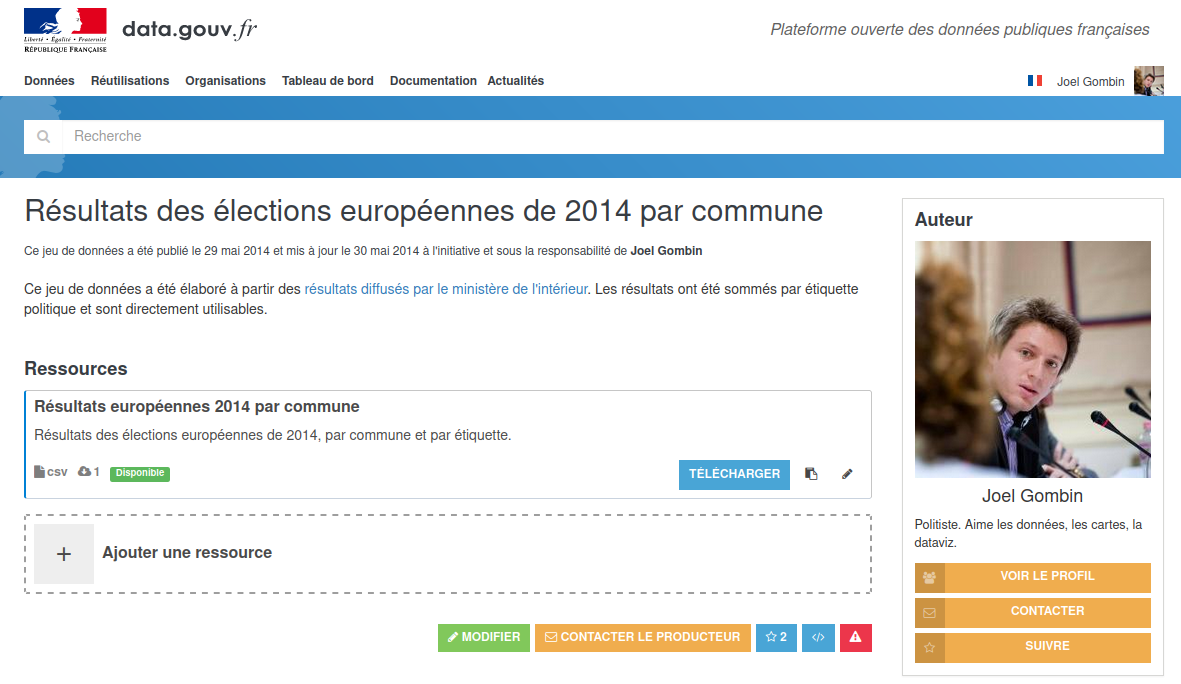 Liberté • Égalité • Fraternité
RÉPUBLIQUE FRANÇAISE
data.gouv.fr
Plateforme ouverte des données publiques françaises
Données Réutilisations Organisations Tableau de bord Documentation Actualités
Joel Gombin
Recherche
Résultats des élections européennes de 2014 par commune
Ce jeu de données a été publié le 29 mai 2014 et mis à jour le 30 mai 2014 à l'initiative et sous la responsabilité de Joel Gombin
Ce jeu de données a été élaboré à partir des résultats diffusés par le ministère de l'intérieur. Les résultats ont été sommés par étiquette
politique et sont directement utilisables.
Ressources
Résultats européennes 2014 par commune
Résultats des élections européennes de 2014, par commune et par étiquette.
csv 1 Disponible
TÉLÉCHARGER
+ Ajouter une ressource
MODIFIER CONTACTER LE PRODUCTEUR 2 </>
Auteur
Joel Gombin
Politiste. Aime les données, les cartes, la
dataviz.
VOIR LE PROFIL
CONTACTER
SUIVRE